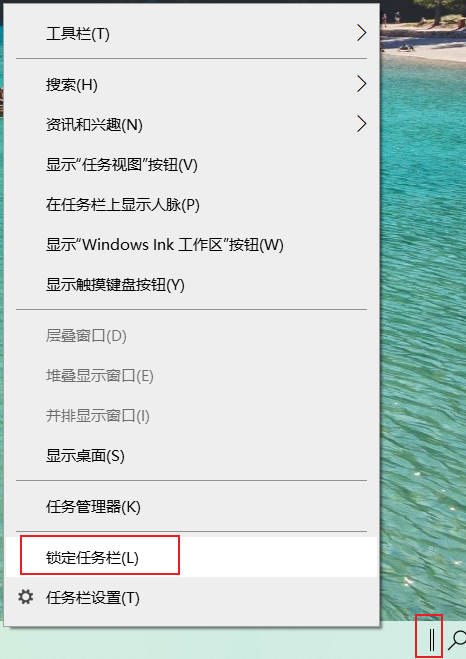 工具栏(T)
搜索(H)
资讯和兴趣(N)
显示“任务视图”按钮(V)
在任务栏上显示人脉(P)
显示“Windows Ink 工作区”按钮(W)
显示触摸键盘按钮(Y)
层叠窗口(D)
堆叠显示窗口(E)
并排显示窗口(I)
显示桌面(S)
任务管理器(K)
锁定任务栏(L)
任务栏设置(T)